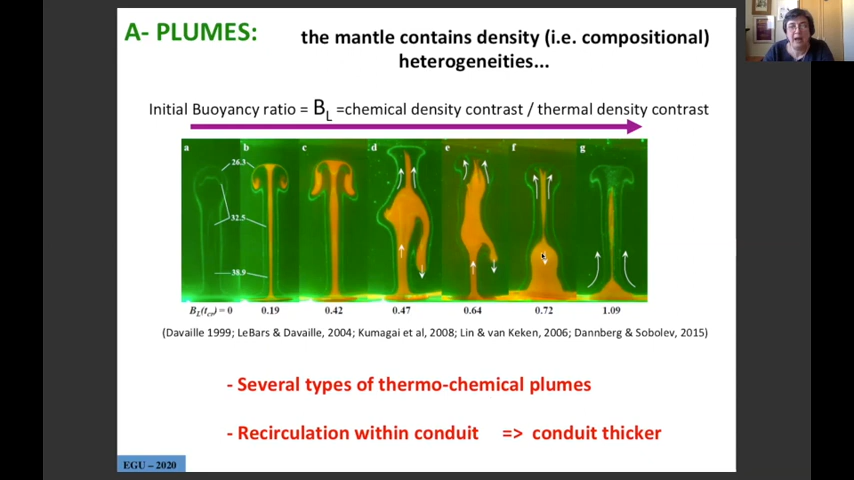 A- PLUMES:
the mantle contains density (i.e. compositional)
heterogeneities...
Initial Buoyancy ratio = BL =chemical density contrast / thermal density contrast
a b c d e f g
26.3
32.5
38.9
BL(tcr) = 0 0.19 0.42 0.47 0.64 0.72 1.09
(Davaille 1999; LeBars & Davaille, 2004; Kumagai et al, 2008; Lin & van Keken, 2006; Dannberg & Sobolev, 2015)
- Several types of thermo-chemical plumes
- Recirculation within conduit => conduit thicker
EGU – 2020